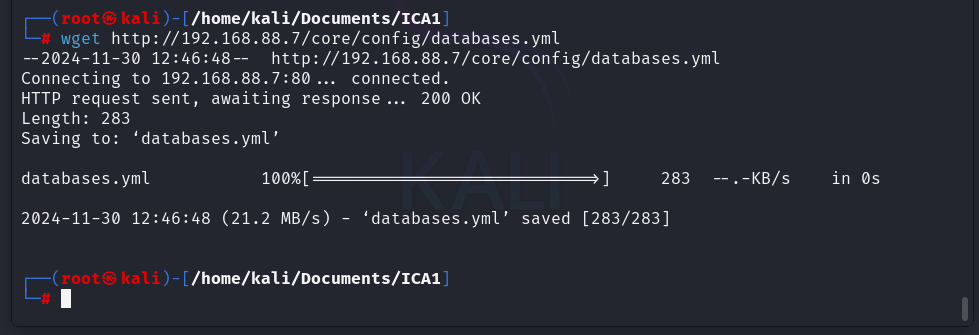 ┌──(root㉿kali)-[/home/kali/Documents/ICA1]
└─# wget http://192.168.88.7/core/config/databases.yml
--2024-11-30 12:46:48--  http://192.168.88.7/core/config/databases.yml
Connecting to 192.168.88.7:80... connected.
HTTP request sent, awaiting response... 200 OK
Length: 283
Saving to: ‘databases.yml’
databases.yml           100%[============================>]     283  --.-KB/s    in 0s
2024-11-30 12:46:48 (21.2 MB/s) - ‘databases.yml’ saved [283/283]
┌──(root㉿kali)-[/home/kali/Documents/ICA1]
└─#
KALI